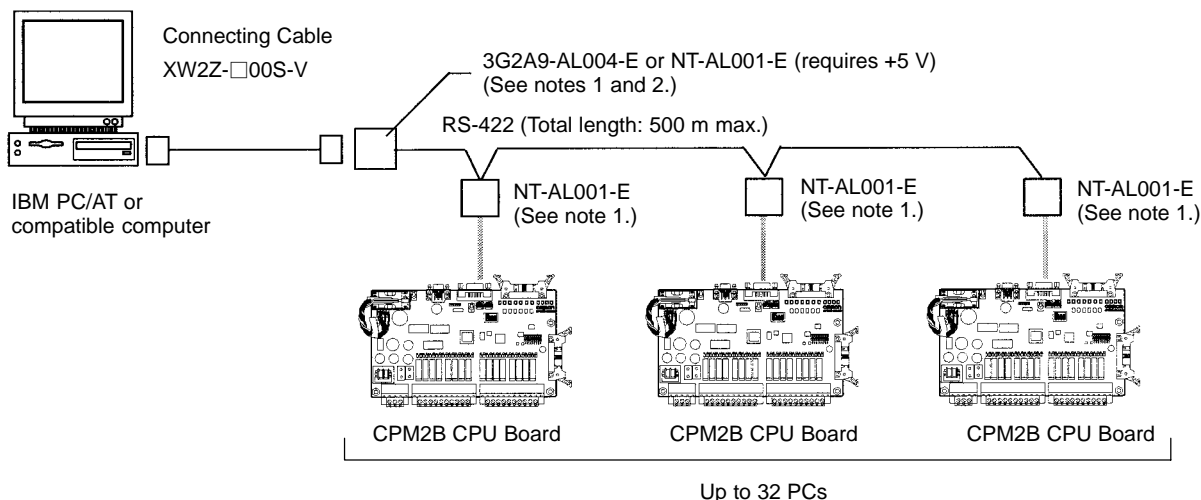 Connecting Cable
XW2Z-□00S-V
3G2A9-AL004-E or NT-AL001-E (requires +5 V)
(See notes 1 and 2.)
RS-422 (Total length: 500 m max.)
IBM PC/AT or
compatible computer
NT-AL001-E
(See note 1.)
NT-AL001-E
(See note 1.)
NT-AL001-E
(See note 1.)
CPM2B CPU Board
CPM2B CPU Board
CPM2B CPU Board
Up to 32 PCs